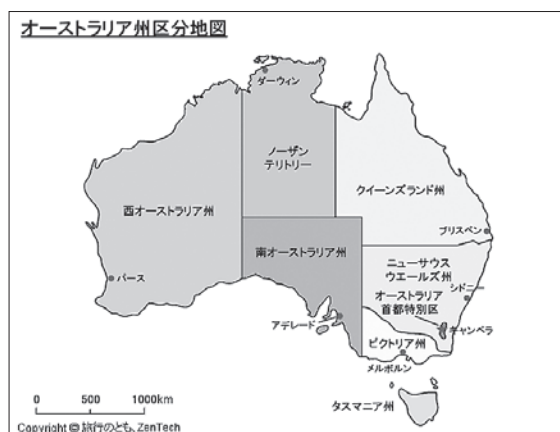 オーストラリア州区分地図
ダーウィン
ノーザン
テリトリー
クイーンズランド州
西オーストラリア州
ブリスベン
南オーストラリア州
ニューサウス
ウエールズ州
シドニー
パース
オーストラリア
首都特別区
アデレード
キャンベラ
ビクトリア州
メルボルン
0 500 1000km
タスマニア州
Copyright © 旅行のとも、ZenTech